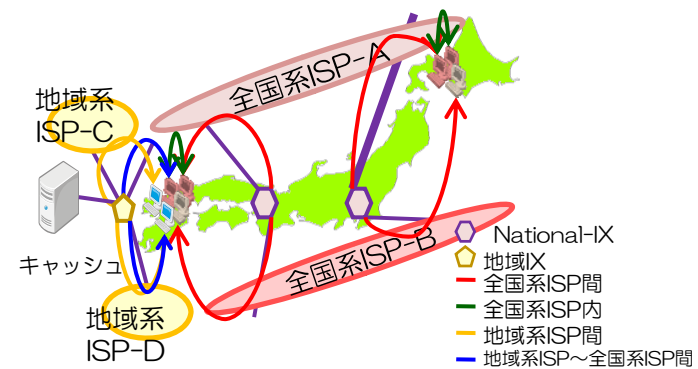 全国系ISP-A
地域系
ISP-C
キャッシュ
全国系ISP-B
地域系
ISP-D
National-IX
地域IX
全国系ISP間
全国系ISP内
地域系ISP間
地域系ISP～全国系ISP間